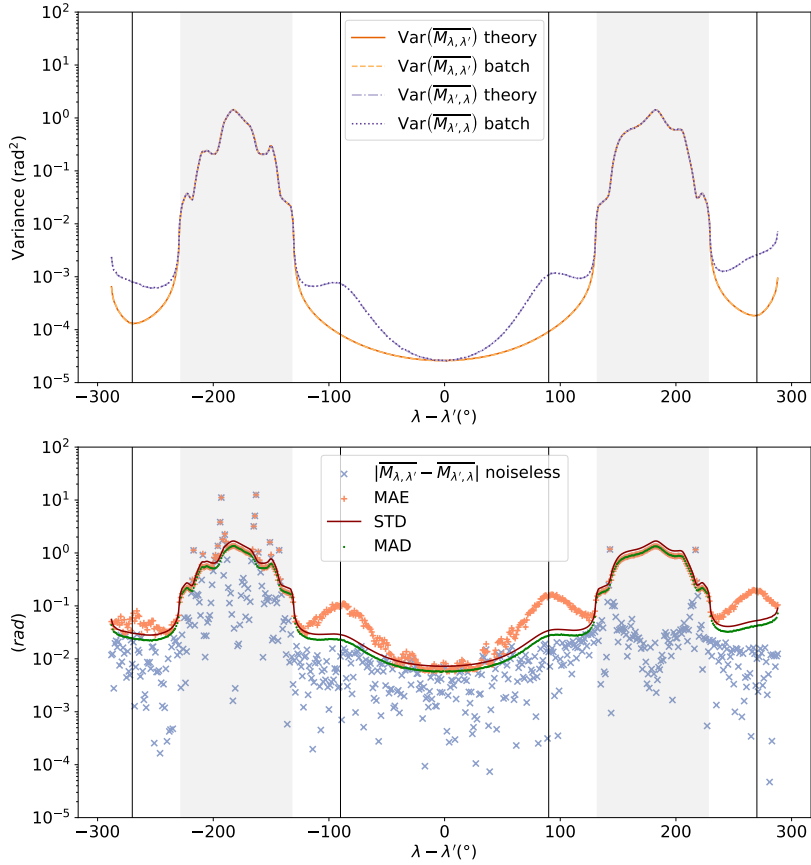 10²
10¹
10⁰
10⁻¹
10⁻²
10⁻³
10⁻⁴
10⁻⁵
Variance (rad²)
Var(M̅λ,λ′) theory
Var(M̅λ,λ′) batch
Var(M̅λ′,λ) theory
Var(M̅λ′,λ) batch
−300 −200 −100 0 100 200 300
λ − λ′(°)
10²
10¹
10⁰
10⁻¹
10⁻²
10⁻³
10⁻⁴
10⁻⁵
(rad)
|M̅λ,λ′ − M̅λ′,λ| noiseless
MAE
STD
MAD
−300 −200 −100 0 100 200 300
λ − λ′(°)